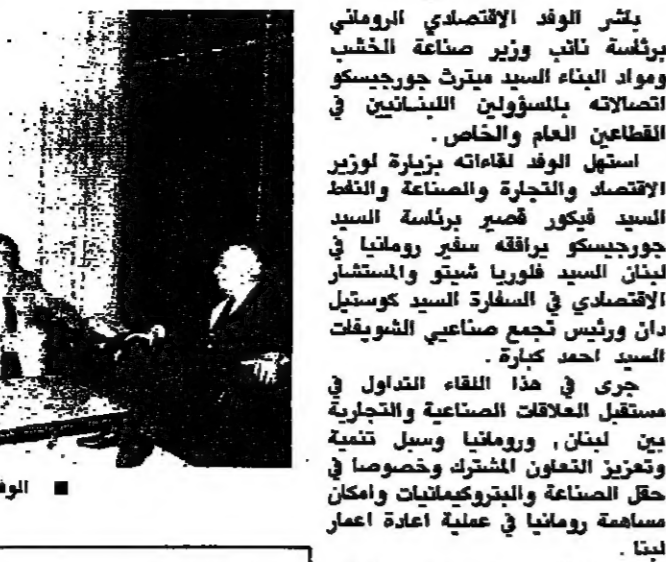 باشر الوفد الاقتصادي الروماني
برئاسة نائب وزير صناعة الخشب
ومواد البناء السيد ميترث جورجيسكو
اتصالاته بالمسؤولين اللبنانيين في
القطاعين العام والخاص .
استهل الوفد لقاءاته بزيارة لوزير
الاقتصاد والتجارة والصناعة والنفط
السيد فيكور قصير برئاسة السيد
جورجيسكو يرافقه سفير رومانيا في
لبنان السيد فلوريا شيتو والمستشار
الاقتصادي في السفارة السيد كوستيل
دان ورئيس تجمع صناعيي الشويفات
السيد احمد كبارة .
جرى في هذا اللقاء التداول في
مستقبل العلاقات الصناعية والتجارية
بين لبنان , ورومانيا وسبل تنمية
وتعزيز التعاون المشترك وخصوصا في
حقل الصناعة والبتروكيمائيات وامكان
مساهمة رومانيا في عملية اعادة اعمار
لبنا .
■ الوف